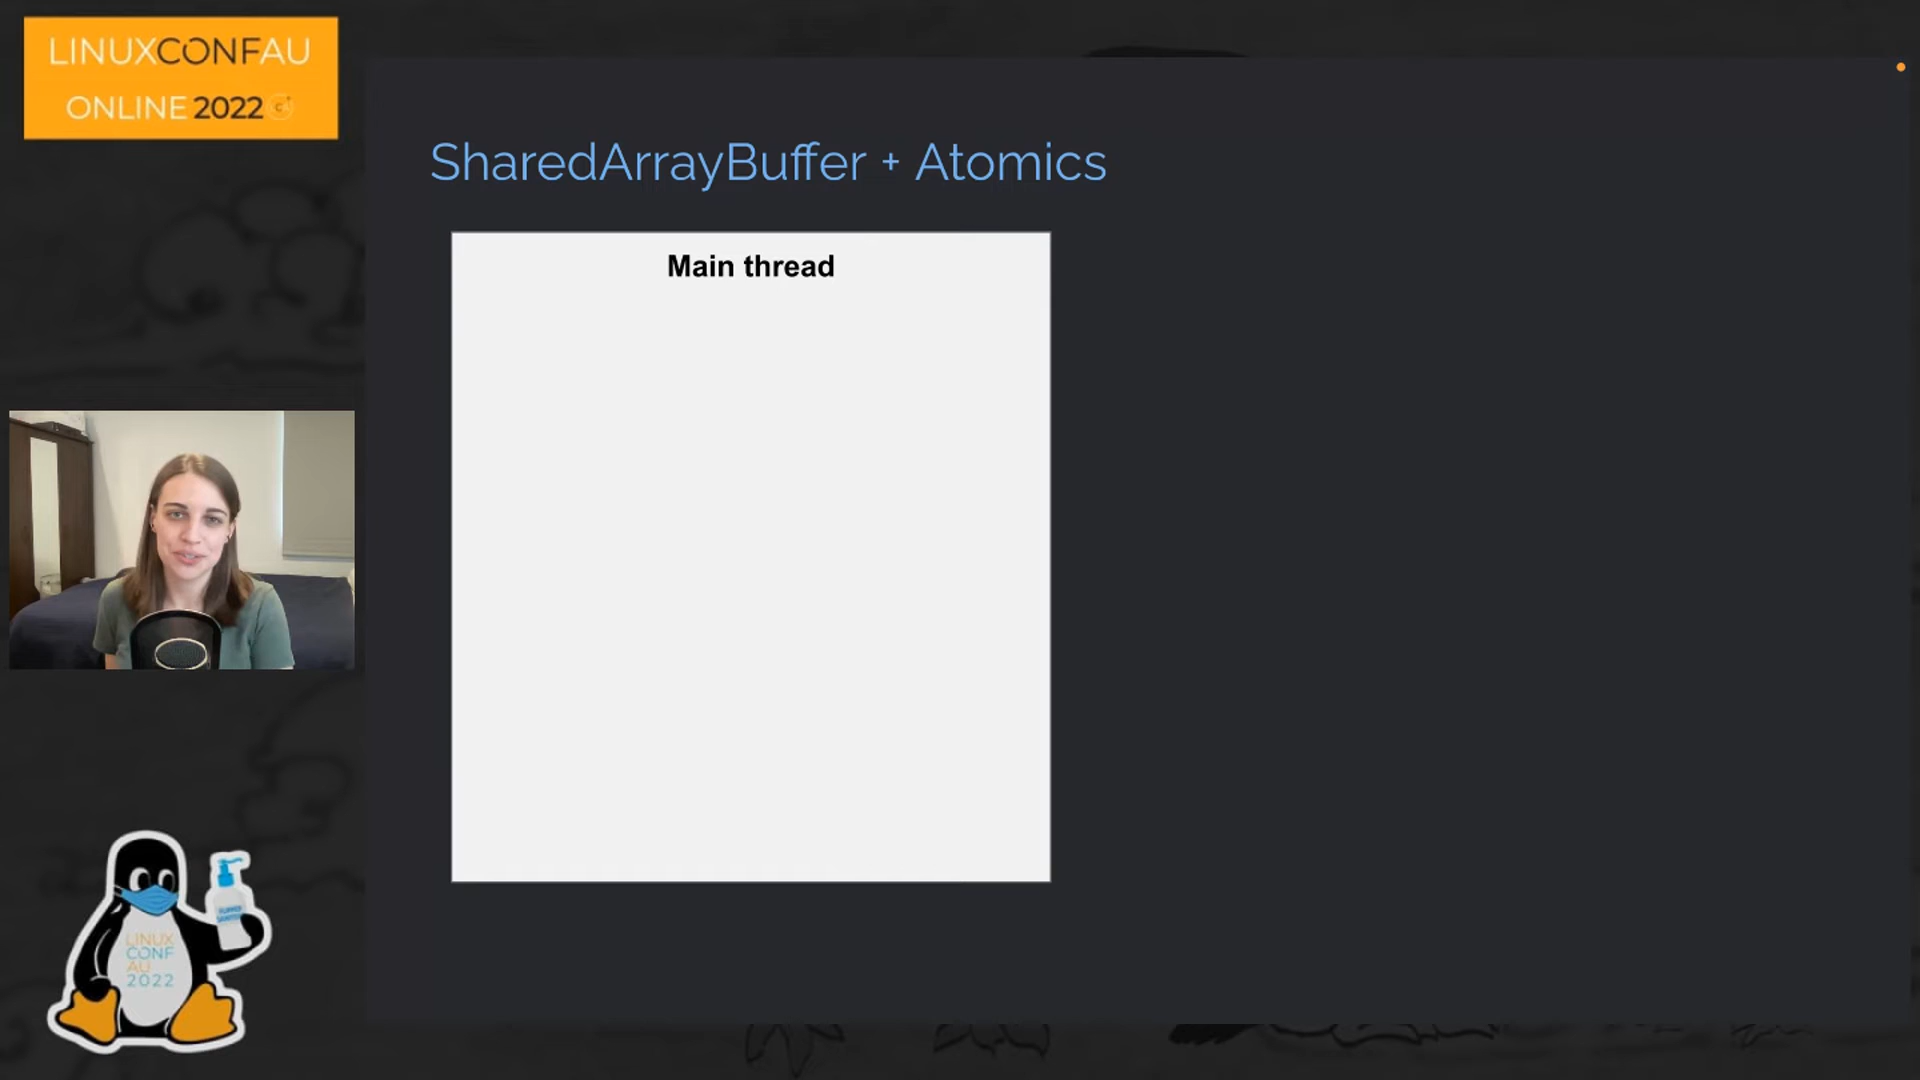 LINUXCONFAU
ONLINE 2022
SharedArrayBuffer + Atomics
Main thread
LINUX
CONF
AU
2022